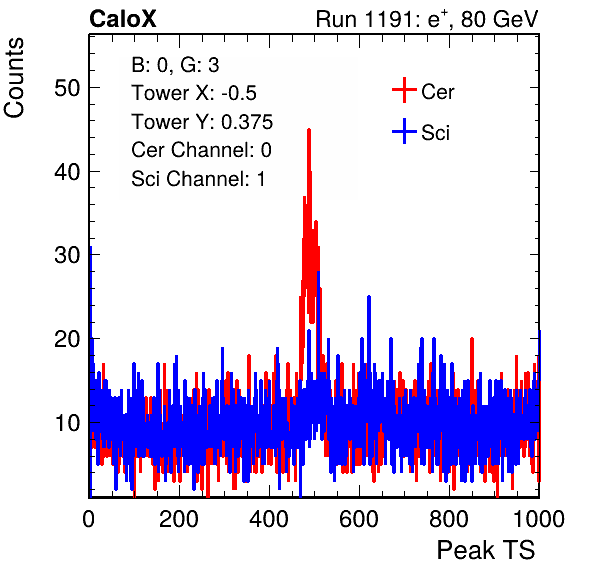 CaloX Run 1191: e+, 80 GeV
B: 0, G: 3
Tower X: -0.5
Tower Y: 0.375
Cer Channel: 0
Sci Channel: 1
Cer
Sci
Counts
50
40
30
20
10
0 200 400 600 800 1000
Peak TS